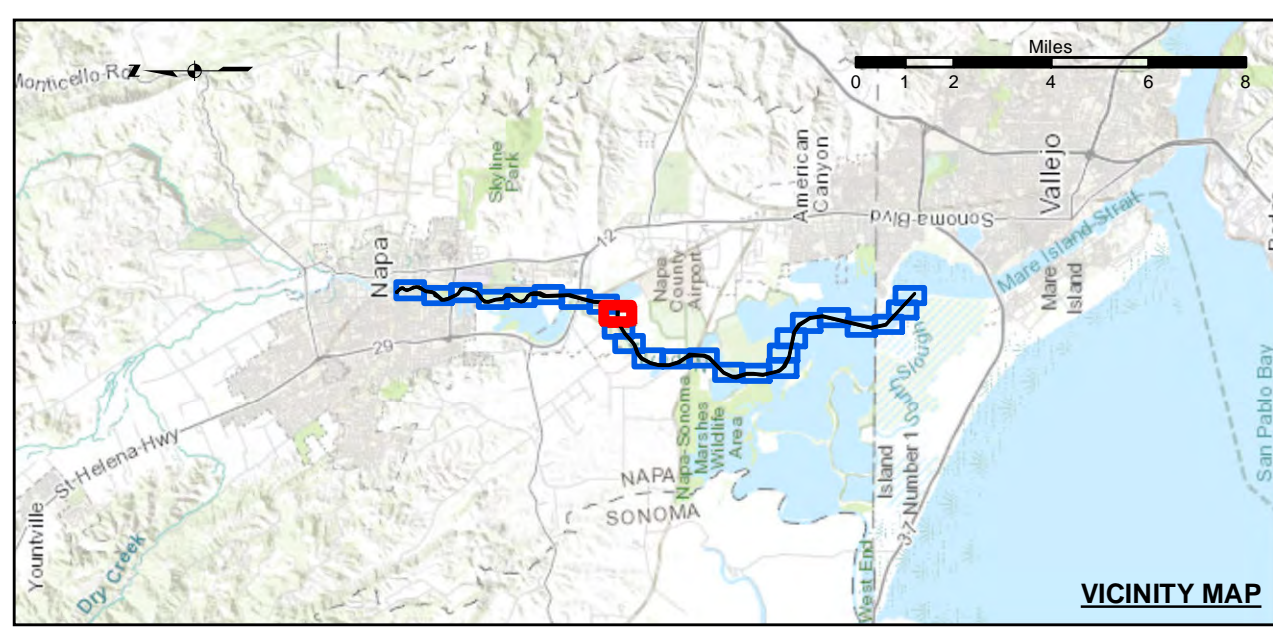 Miles
0 1 2 4 6 8
Monticello-Rd
Z
Skyline
Park
American
Canyon
Vallejo
Sonoma-Blvd
12
Napa
Napa
County
Airport
Mare Island-Strait
Mare
Island
29
South Slough
San Pablo Bay
St-Helena-Hwy
Napa-Sonoma
Marshes
Wildlife
Area
NAPA
SONOMA
Island
Number 1
37
Yountville
Dry Creek
West End
VICINITY MAP